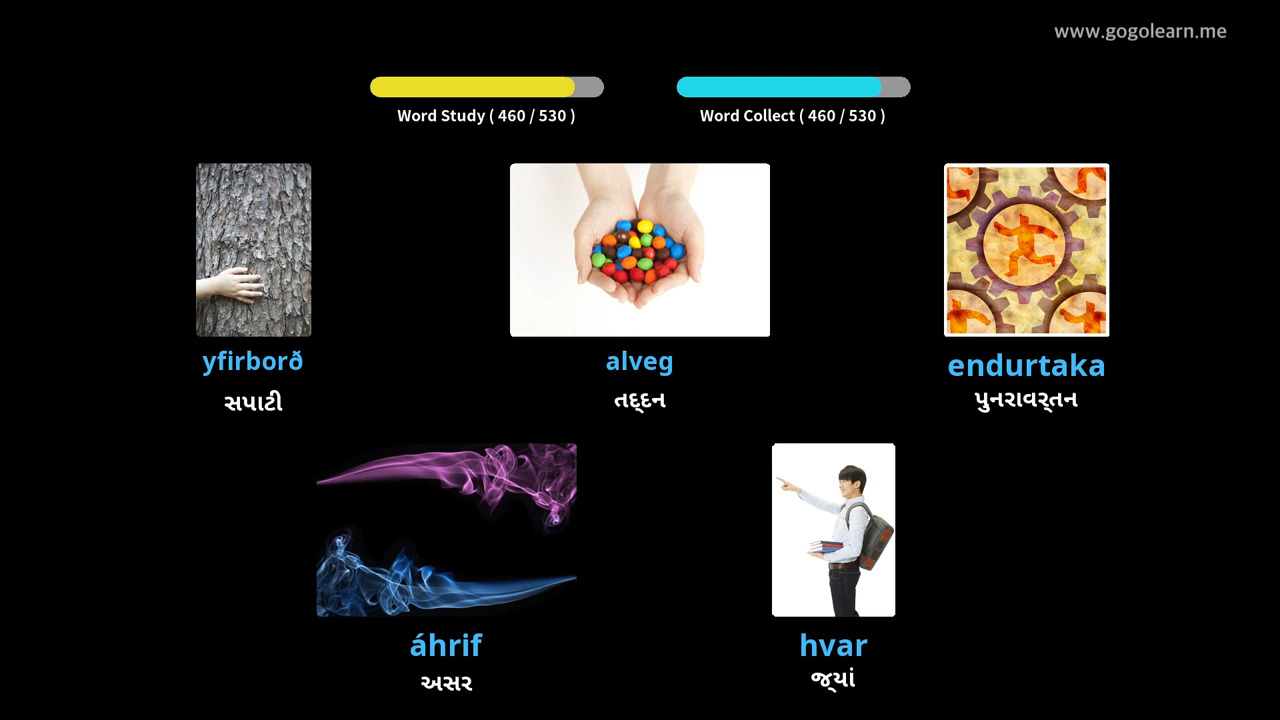 www.gogolearn.me
Word Study ( 460 / 530 )
Word Collect ( 460 / 530 )
yfirborð
સપાટી
alveg
તદ્દન
endurtaka
પુનરાવર્તન
áhrif
અસર
hvar
જ્યાં